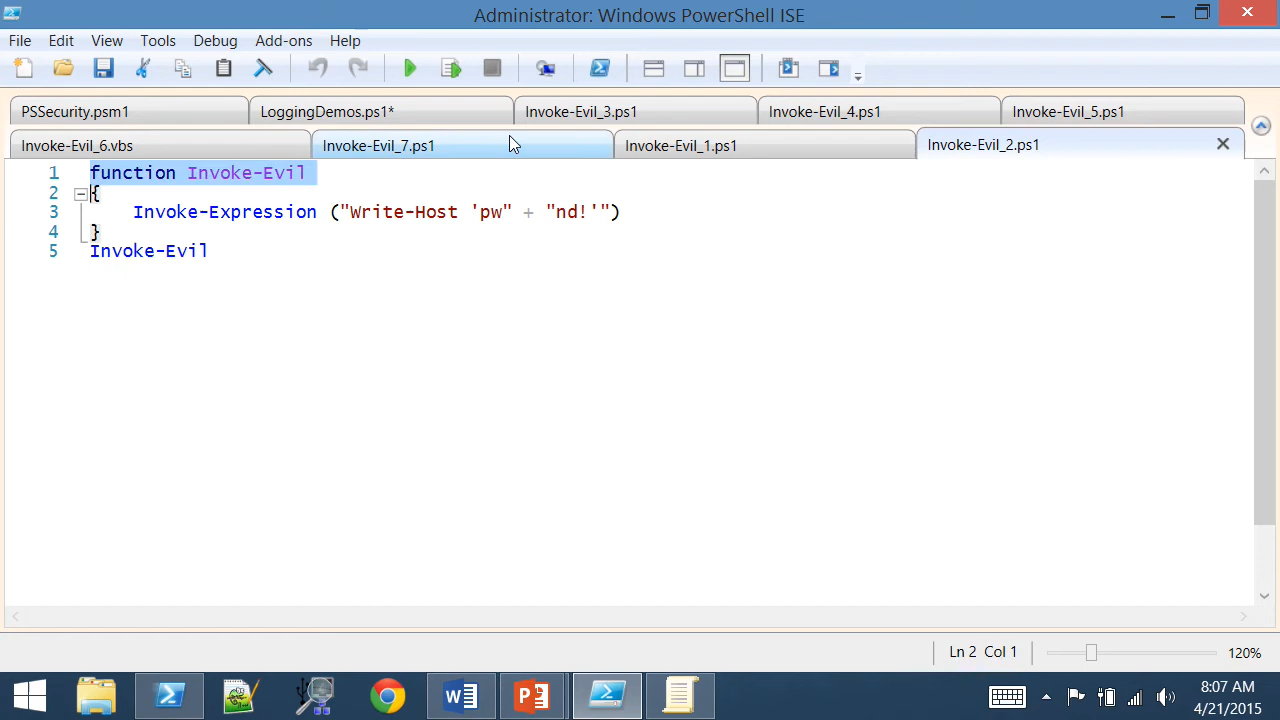 Administrator: Windows PowerShell ISE
File Edit View Tools Debug Add-ons Help
PSSecurity.psm1 LoggingDemos.ps1* Invoke-Evil_3.ps1 Invoke-Evil_4.ps1 Invoke-Evil_5.ps1
Invoke-Evil_6.vbs Invoke-Evil_7.ps1 Invoke-Evil_1.ps1 Invoke-Evil_2.ps1
1 function Invoke-Evil
2 {
3 Invoke-Expression ("Write-Host 'pw" + "nd!'")
4 }
5 Invoke-Evil
Ln 2 Col 1 120%
8:07 AM
4/21/2015